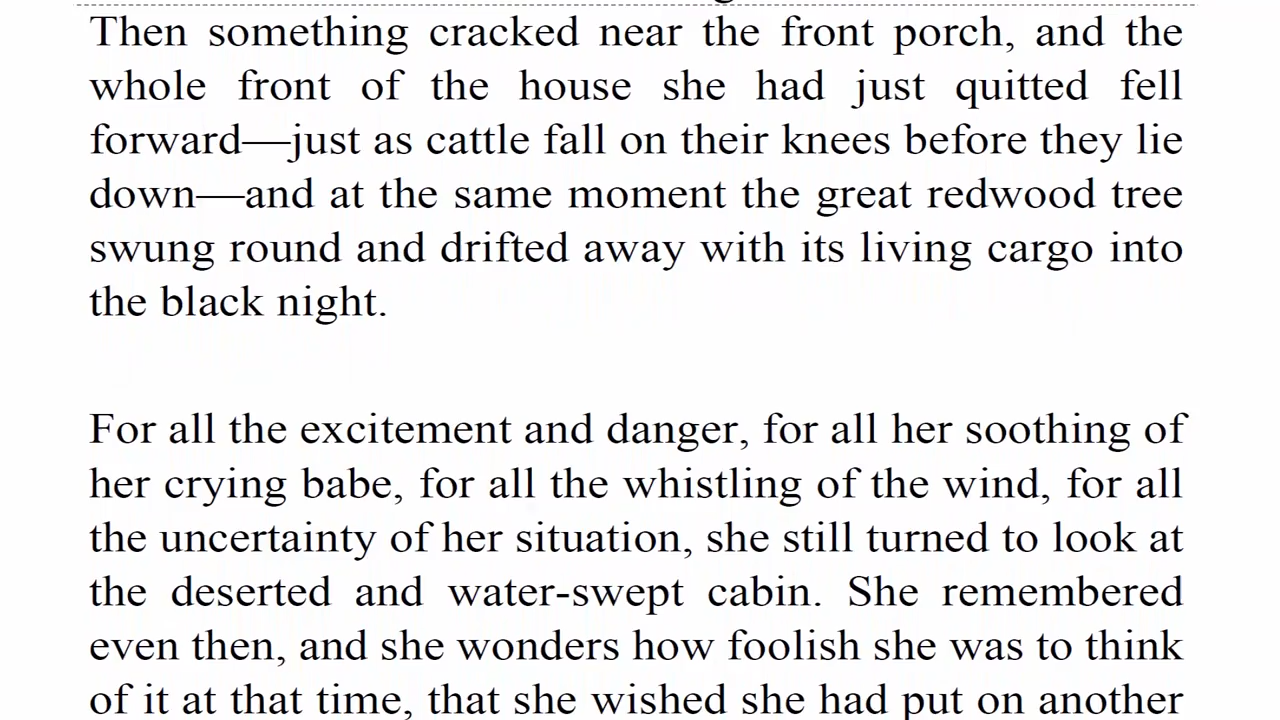 Then something cracked near the front porch, and the
whole front of the house she had just quitted fell
forward—just as cattle fall on their knees before they lie
down—and at the same moment the great redwood tree
swung round and drifted away with its living cargo into
the black night.
For all the excitement and danger, for all her soothing of
her crying babe, for all the whistling of the wind, for all
the uncertainty of her situation, she still turned to look at
the deserted and water-swept cabin. She remembered
even then, and she wonders how foolish she was to think
of it at that time, that she wished she had put on another